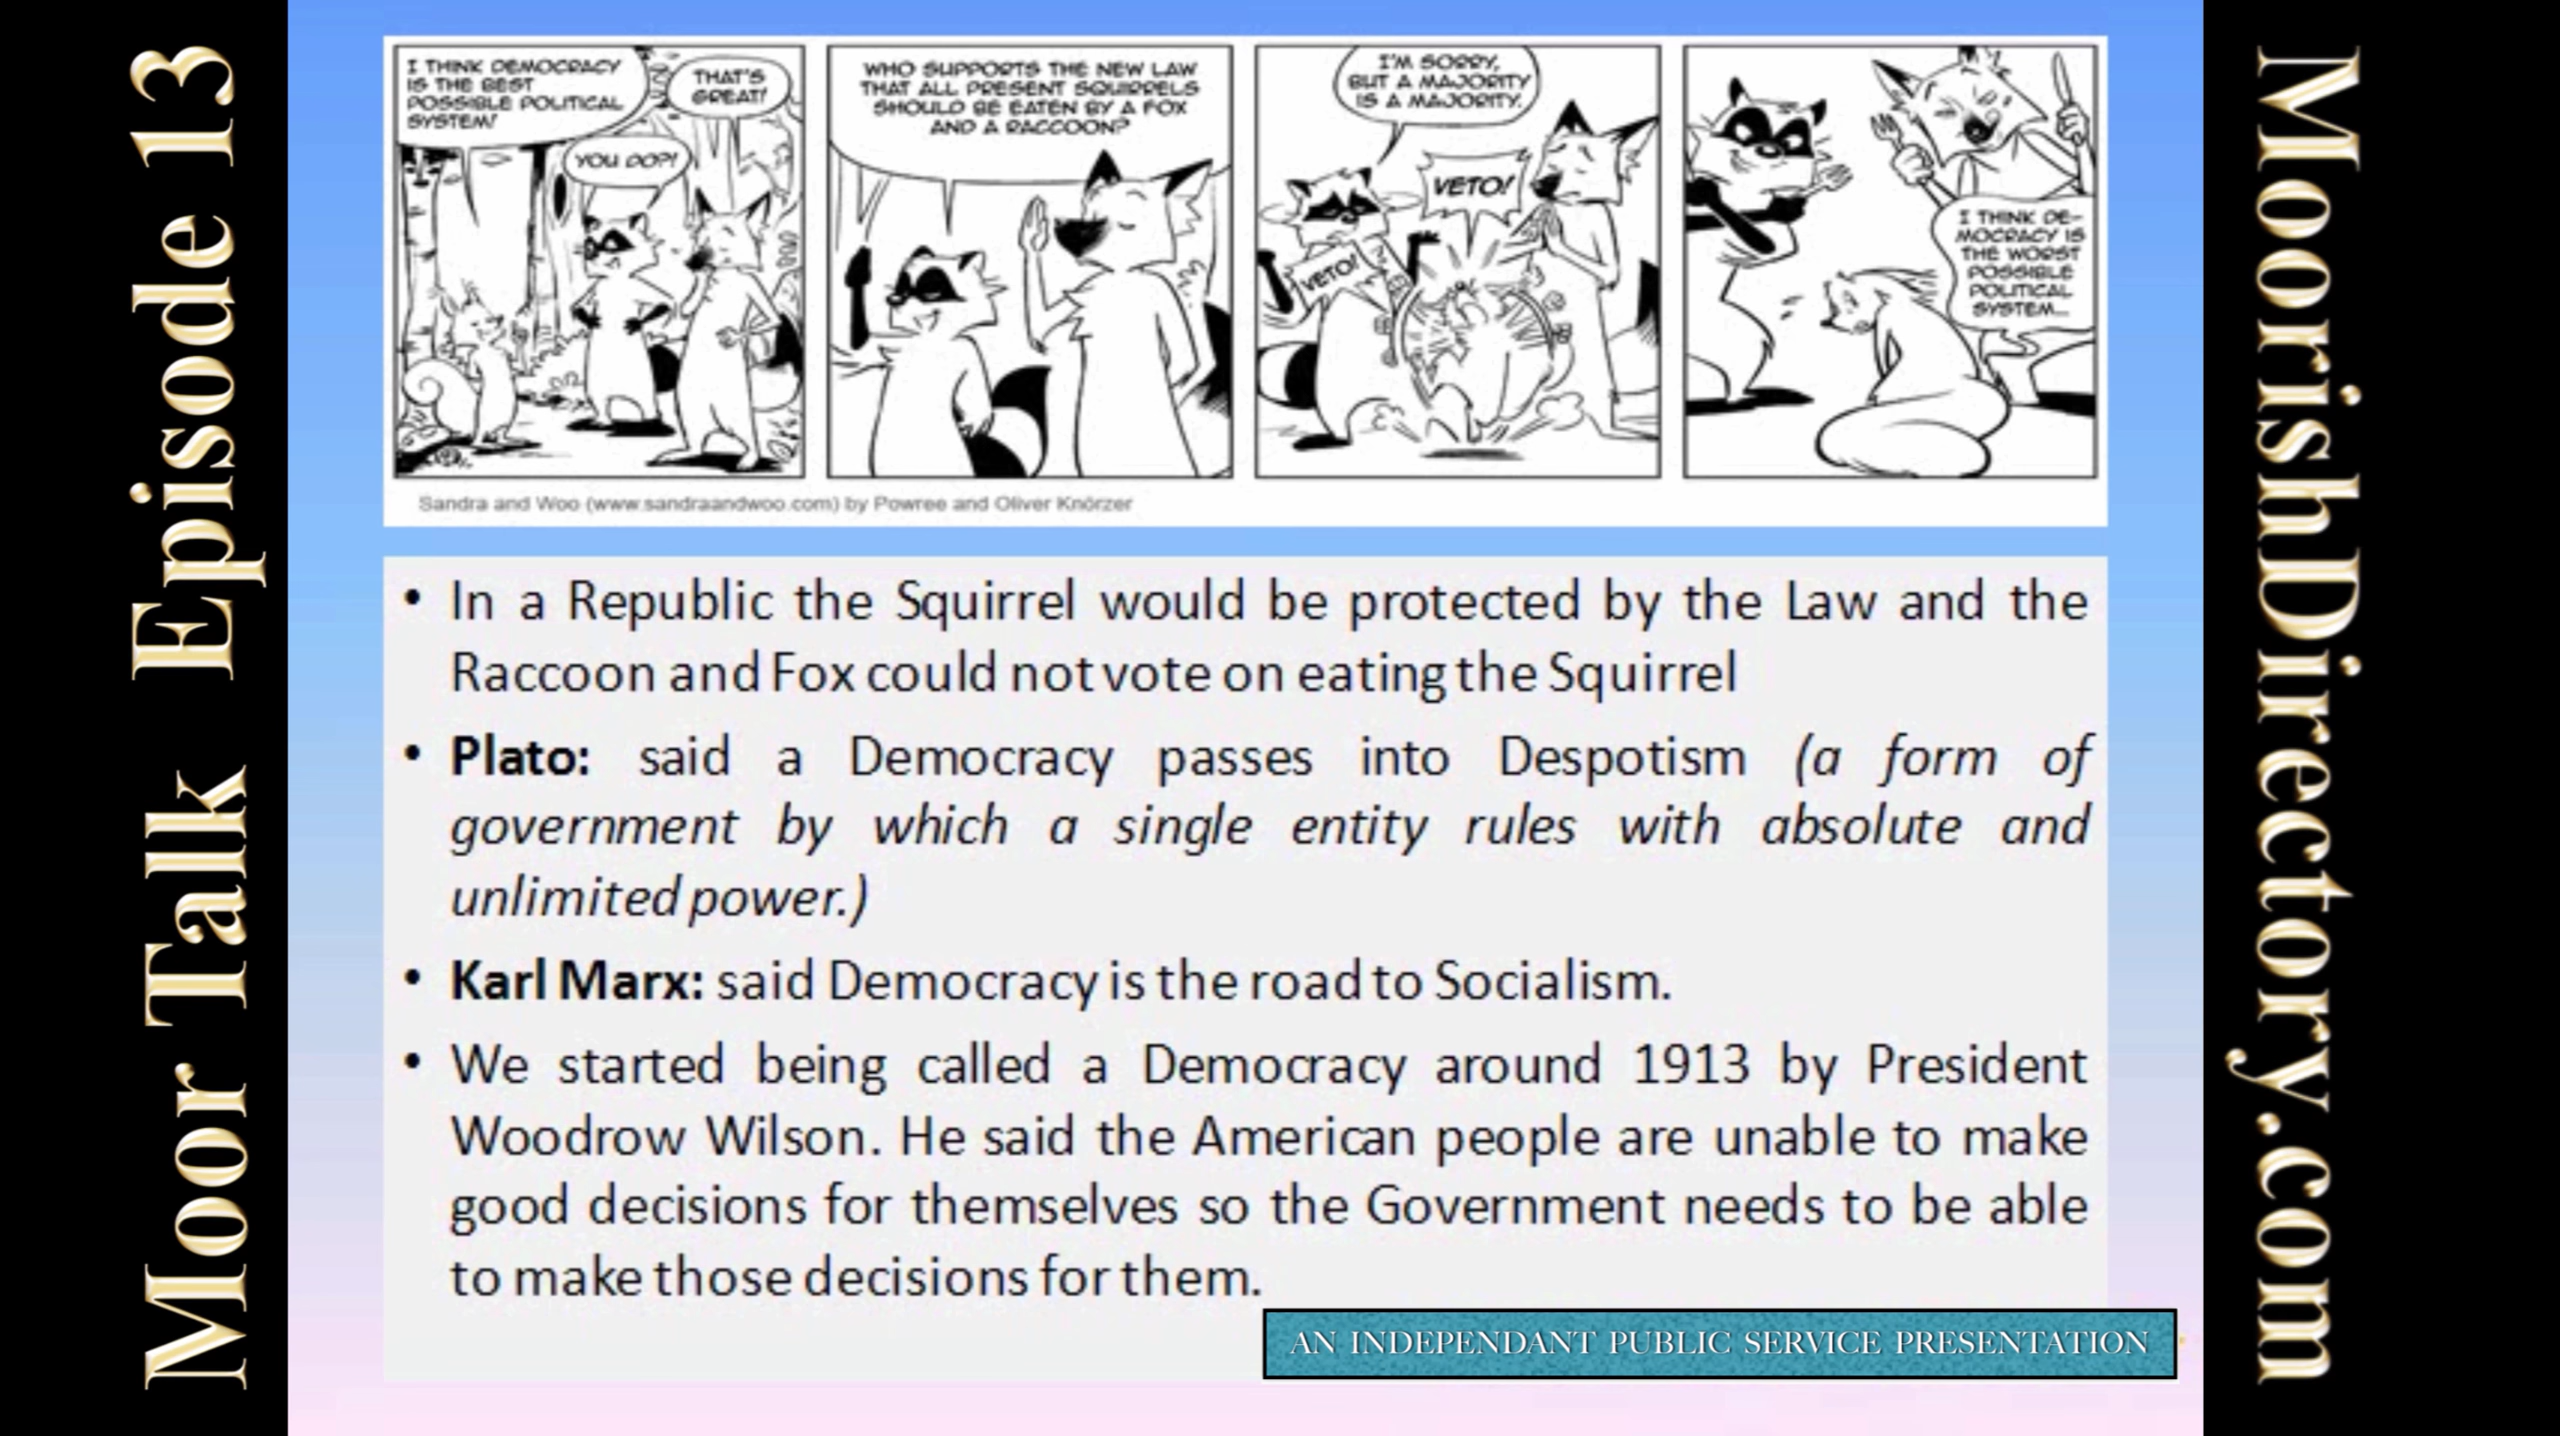 Moor Talk Episode 13
I THINK DEMOCRACY
IS THE BEST
POSSIBLE POLITICAL
SYSTEM!
THAT'S
GREAT!
YOU DO?!
WHO SUPPORTS THE NEW LAW
THAT ALL PRESENT SQUIRRELS
SHOULD BE EATEN BY A FOX
AND A RACCOON?
I'M SORRY,
BUT A MAJORITY
IS A MAJORITY.
VETO!
VETO!
I THINK DE-
MOCRACY IS
THE WORST
POSSIBLE
POLITICAL
SYSTEM...
Sandra and Woo (www.sandraandwoo.com) by Powree and Oliver Knörzer
• In a Republic the Squirrel would be protected by the Law and the
Raccoon and Fox could not vote on eating the Squirrel
• Plato: said a Democracy passes into Despotism (a form of
government by which a single entity rules with absolute and
unlimited power.)
• Karl Marx: said Democracy is the road to Socialism.
• We started being called a Democracy around 1913 by President
Woodrow Wilson. He said the American people are unable to make
good decisions for themselves so the Government needs to be able
to make those decisions for them.
AN INDEPENDANT PUBLIC SERVICE PRESENTATION
MoorishDirectory.com